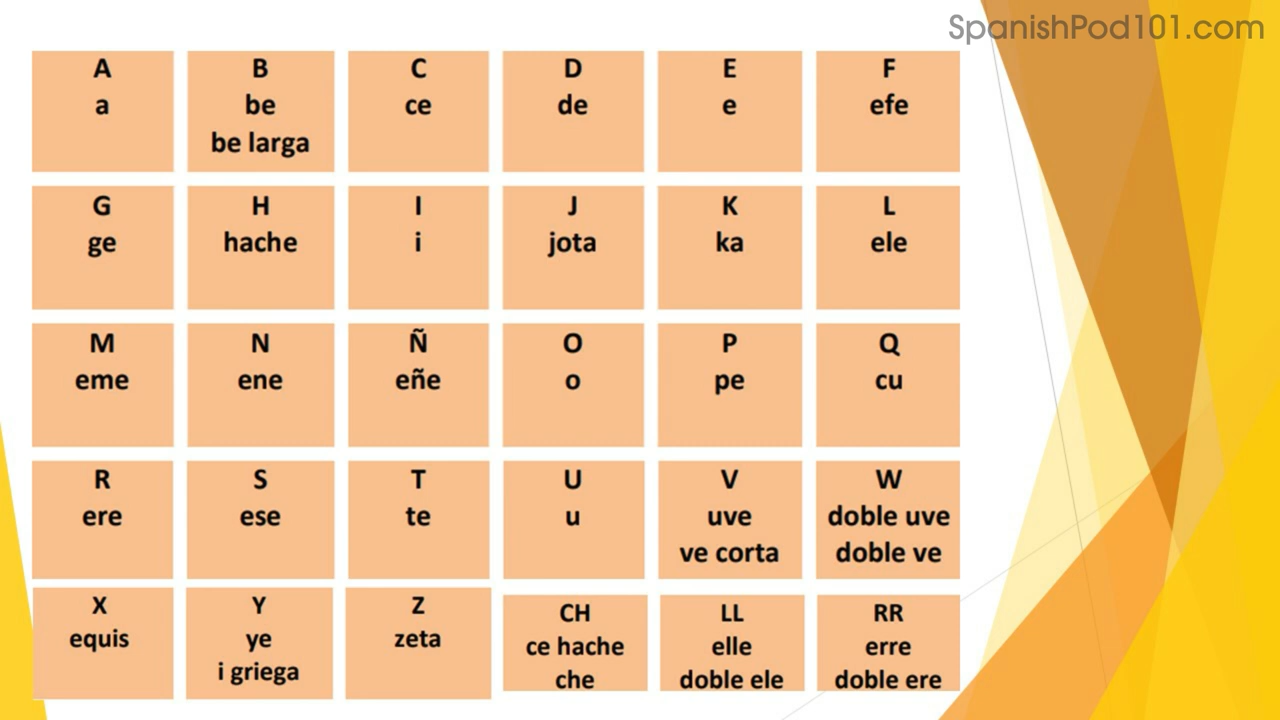 SpanishPod101.com
A
a
B
be
be larga
C
ce
D
de
E
e
F
efe
G
ge
H
hache
I
i
J
jota
K
ka
L
ele
M
eme
N
ene
Ñ
eñe
O
o
P
pe
Q
cu
R
ere
S
ese
T
te
U
u
V
uve
ve corta
W
doble uve
doble ve
X
equis
Y
ye
i griega
Z
zeta
CH
ce hache
che
LL
elle
doble ele
RR
erre
doble ere